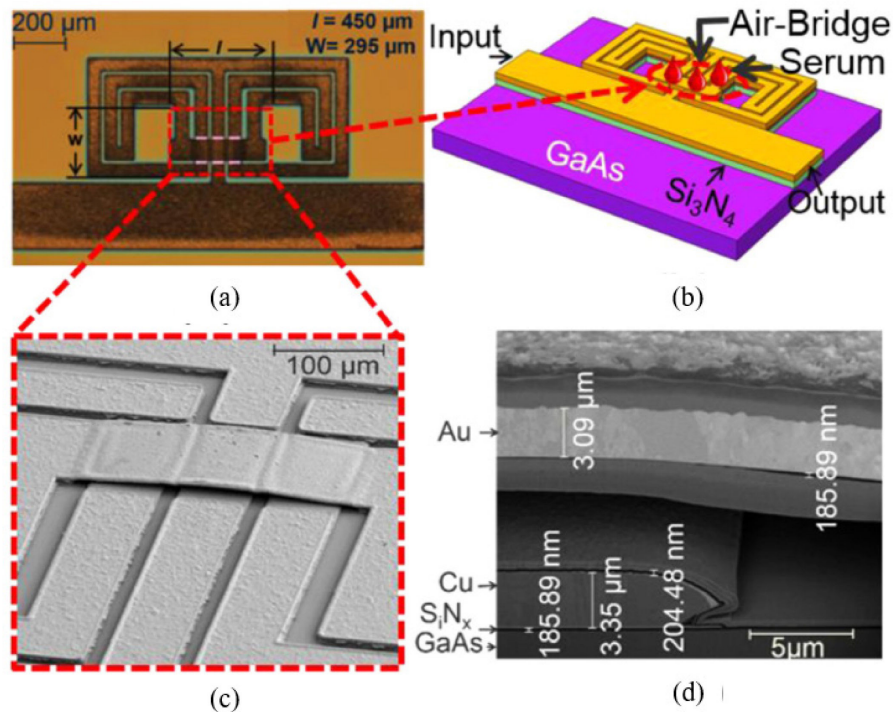 200 μm
l
l = 450 μm
W= 295 μm
w
(a)
Input
Air-Bridge
Serum
GaAs
Si3N4
Output
(b)
100 μm
(c)
Au
3.09 μm
185.89 nm
Cu
SiNx
GaAs
185.89 nm
3.35 μm
204.48 nm
5μm
(d)